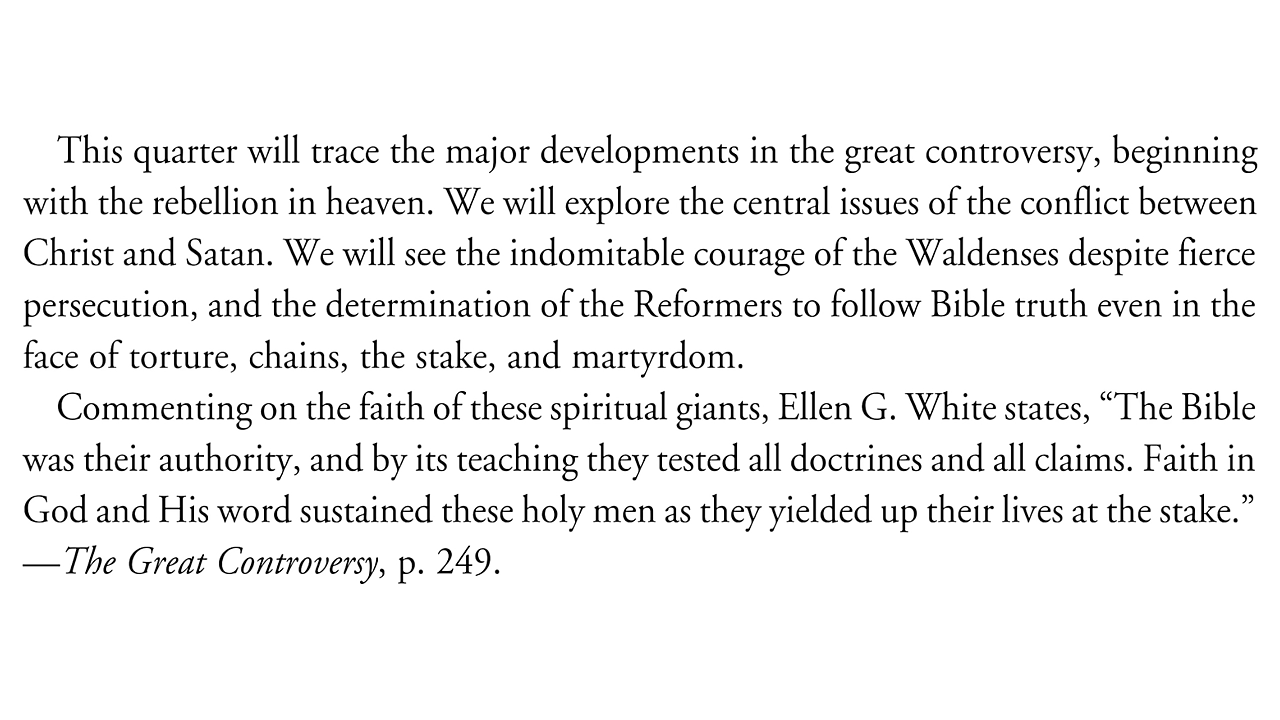 This quarter will trace the major developments in the great controversy, beginning
with the rebellion in heaven. We will explore the central issues of the conflict between
Christ and Satan. We will see the indomitable courage of the Waldenses despite fierce
persecution, and the determination of the Reformers to follow Bible truth even in the
face of torture, chains, the stake, and martyrdom.
Commenting on the faith of these spiritual giants, Ellen G. White states, “The Bible
was their authority, and by its teaching they tested all doctrines and all claims. Faith in
God and His word sustained these holy men as they yielded up their lives at the stake.”
—The Great Controversy, p. 249.